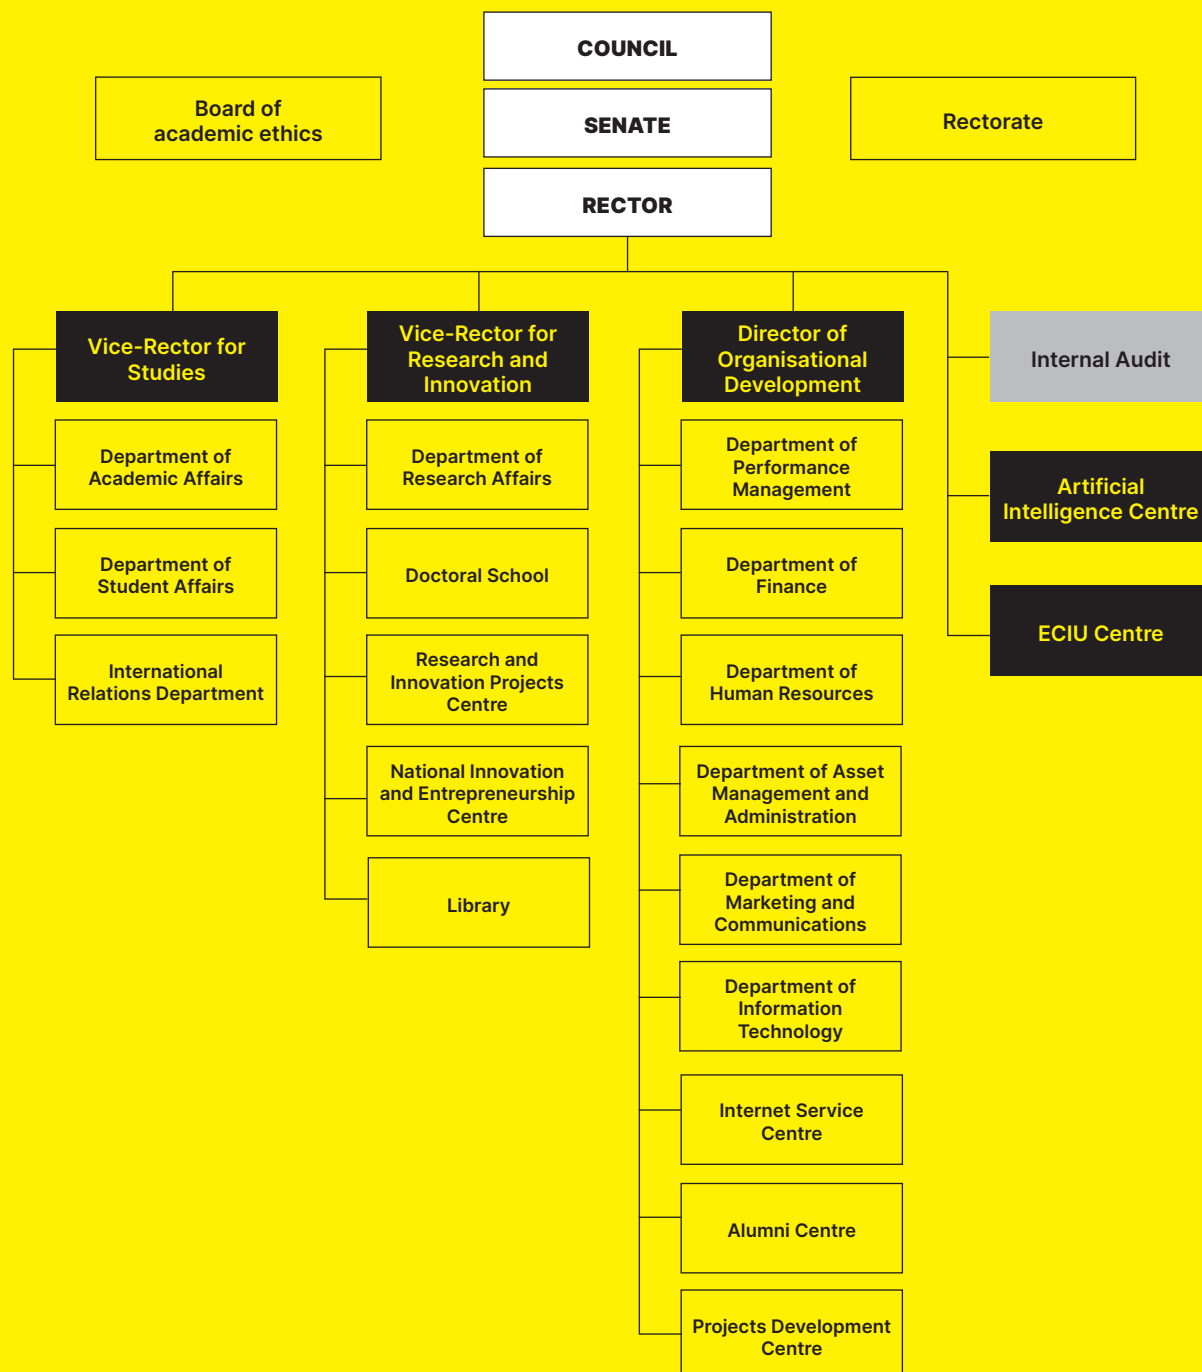 COUNCIL
Board of
academic ethics
SENATE
Rectorate
RECTOR
Vice-Rector for
Studies
Department of
Academic Affairs
Department of
Student Affairs
International
Relations Department
Vice-Rector for
Research and
Innovation
Department of
Research Affairs
Doctoral School
Research and
Innovation Projects
Centre
National Innovation
and Entrepreneurship
Centre
Library
Director of
Organisational
Development
Department of
Performance
Management
Department of
Finance
Department of
Human Resources
Department of Asset
Management and
Administration
Department of
Marketing and
Communications
Department of
Information
Technology
Internet Service
Centre
Alumni Centre
Projects Development
Centre
Internal Audit
Artificial
Intelligence Centre
ECIU Centre